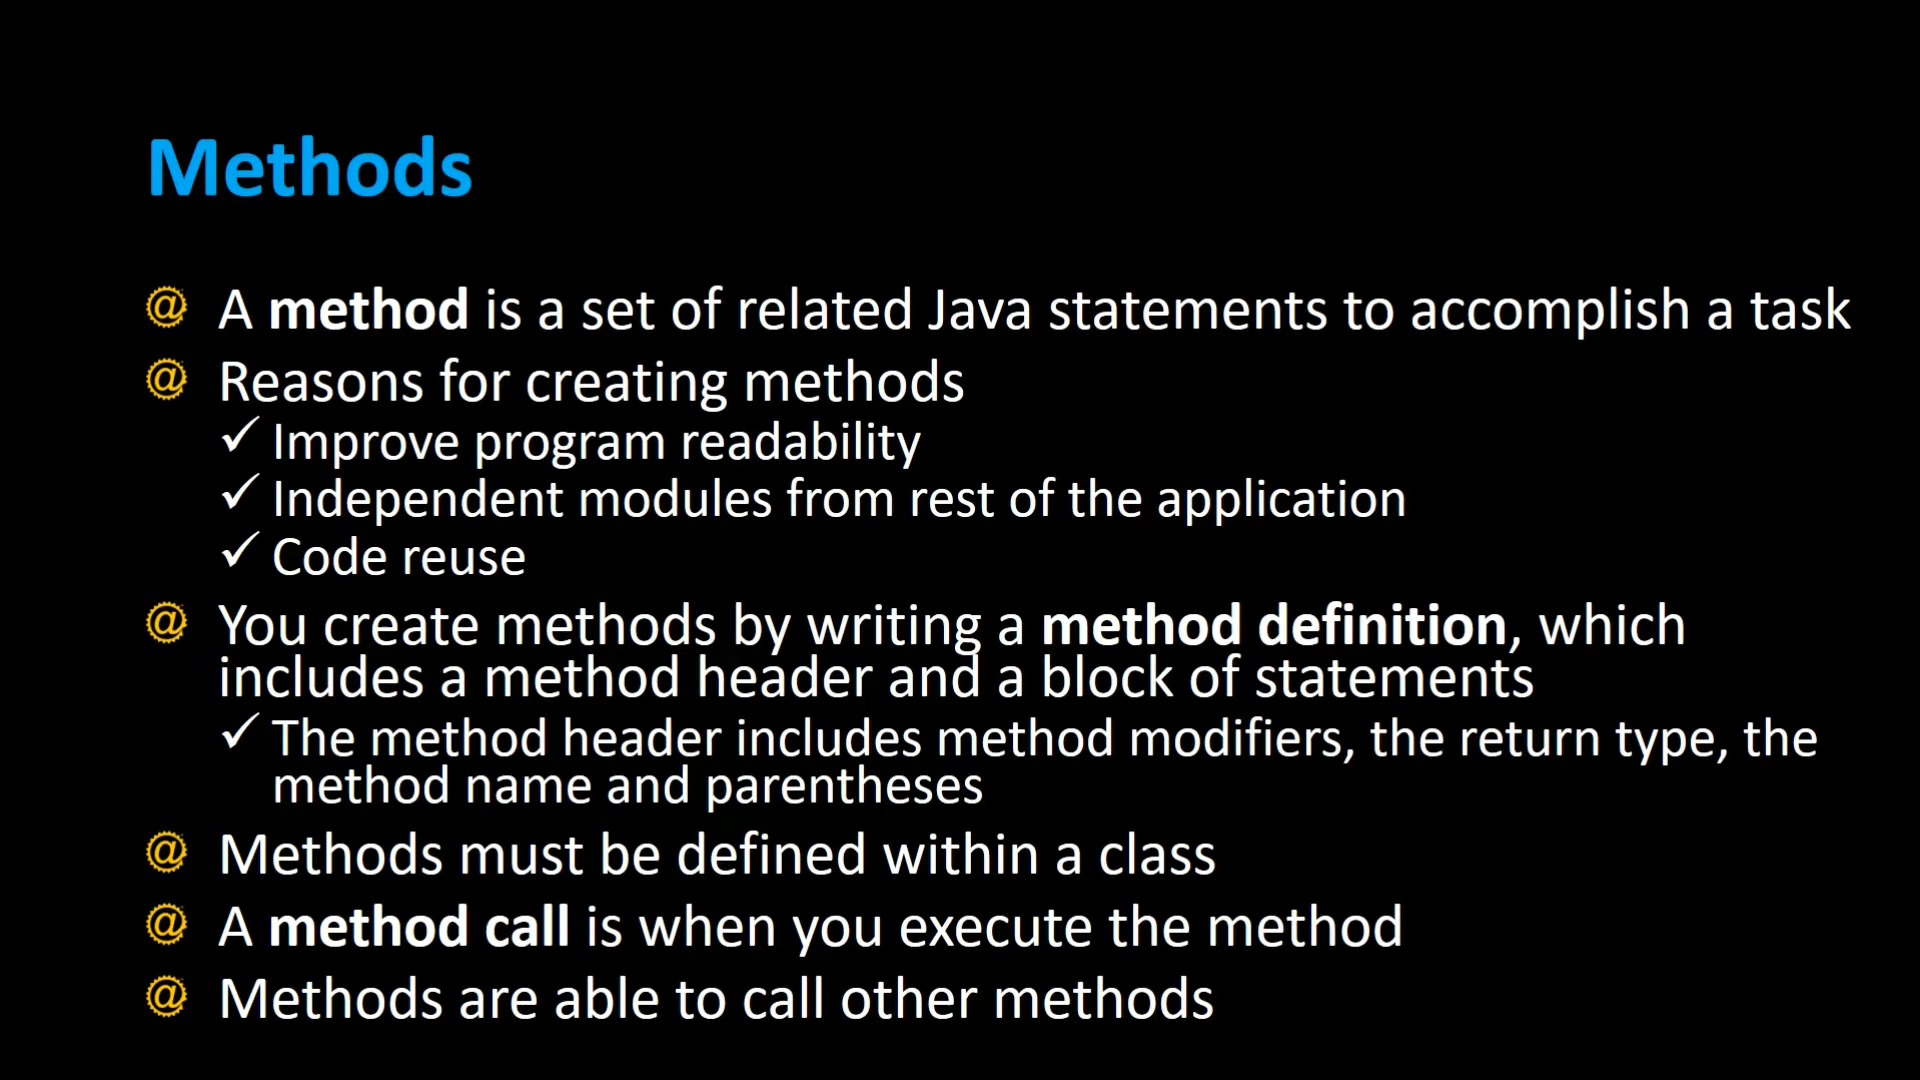 Methods
@ A method is a set of related Java statements to accomplish a task
@ Reasons for creating methods
✓ Improve program readability
✓ Independent modules from rest of the application
✓ Code reuse
@ You create methods by writing a method definition, which
includes a method header and a block of statements
✓ The method header includes method modifiers, the return type, the
method name and parentheses
@ Methods must be defined within a class
@ A method call is when you execute the method
@ Methods are able to call other methods